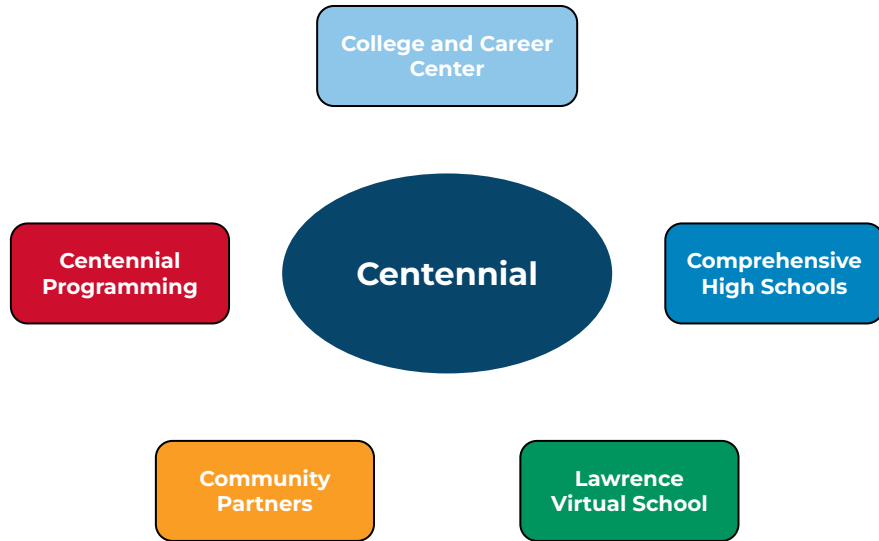 College and Career
Center
Centennial
Programming
Centennial
Comprehensive
High Schools
Community
Partners
Lawrence
Virtual School